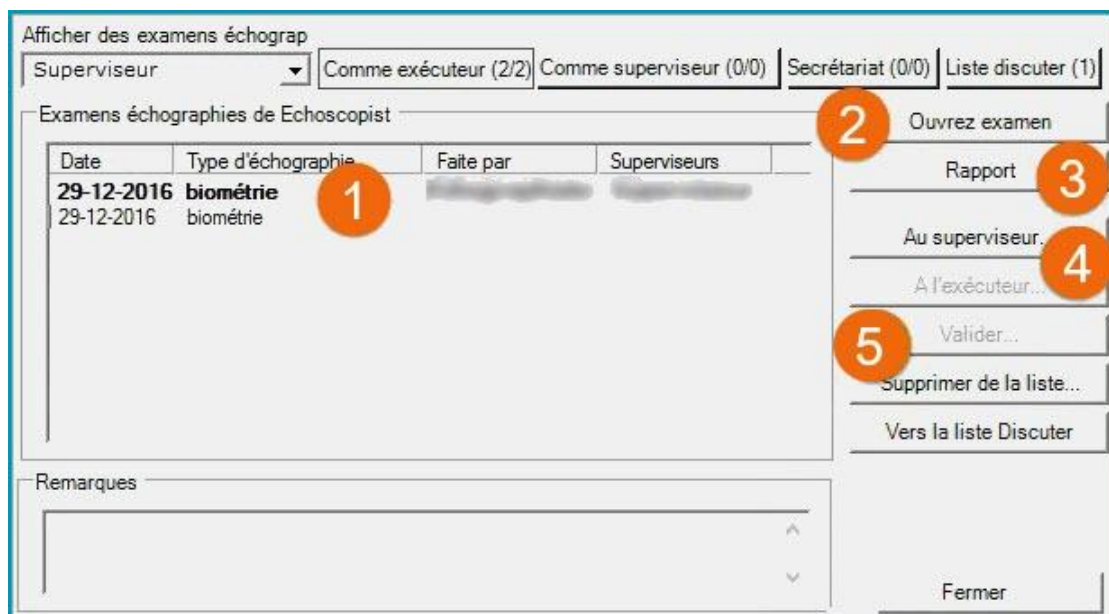 Afficher des examens échograp
Superviseur
Comme exécuteur (2/2) Comme superviseur (0/0) Secrétariat (0/0) Liste discuter (1)
Examens échographies de Echoscopist
Date Type d'échographie Faite par Superviseurs
29-12-2016 biométrie
29-12-2016 biométrie
1
2 Ouvrez examen
Rapport 3
Au superviseur. 4
A l'exécuteur...
5 Valider...
Supprimer de la liste...
Vers la liste Discuter
Remarques
Fermer